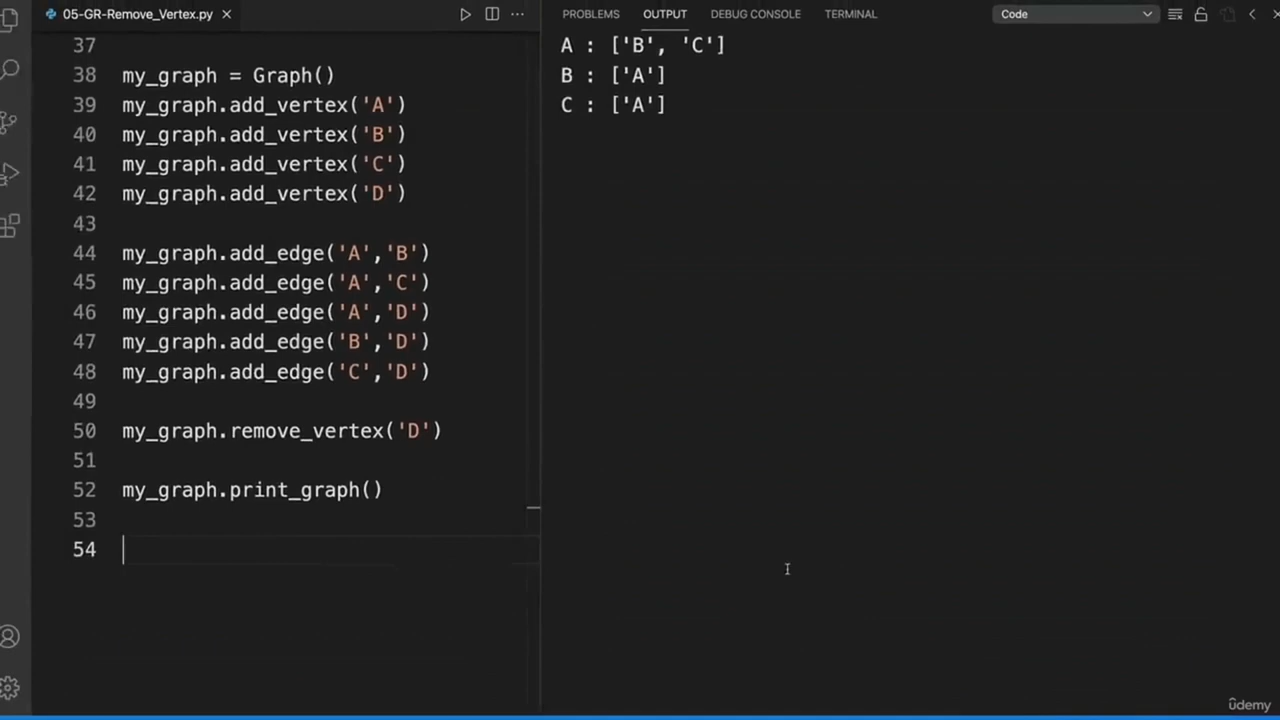 05-GR-Remove_Vertex.py
PROBLEMS OUTPUT DEBUG CONSOLE TERMINAL Code
37
38 my_graph = Graph()
39 my_graph.add_vertex('A')
40 my_graph.add_vertex('B')
41 my_graph.add_vertex('C')
42 my_graph.add_vertex('D')
43
44 my_graph.add_edge('A','B')
45 my_graph.add_edge('A','C')
46 my_graph.add_edge('A','D')
47 my_graph.add_edge('B','D')
48 my_graph.add_edge('C','D')
49
50 my_graph.remove_vertex('D')
51
52 my_graph.print_graph()
53
54
A : ['B', 'C']
B : ['A']
C : ['A']
ûdemy